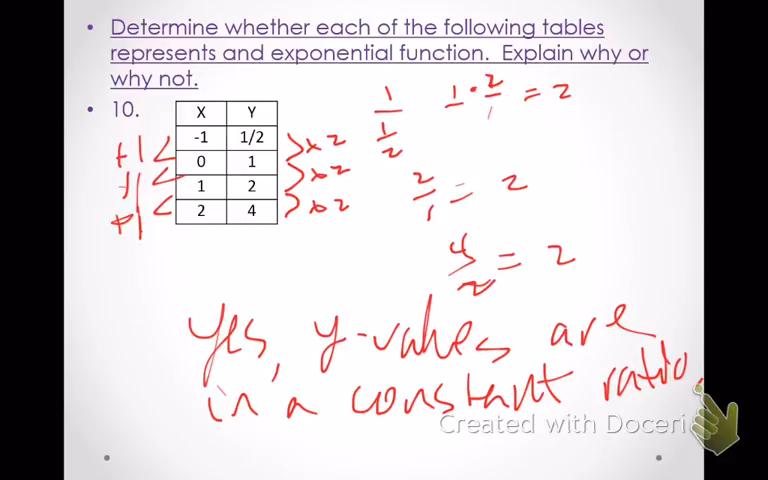 • Determine whether each of the following tables
represents and exponential function. Explain why or
why not.
• 10.
X Y
-1 1/2
0 1
1 2
2 4
+1 +1 +1
x2 x2 x2
1
1/2
1/1 · 2/1 = 2
2/1 = 2
4/2 = 2
Yes, y-values are
in a constant ratio.
Created with Doceri